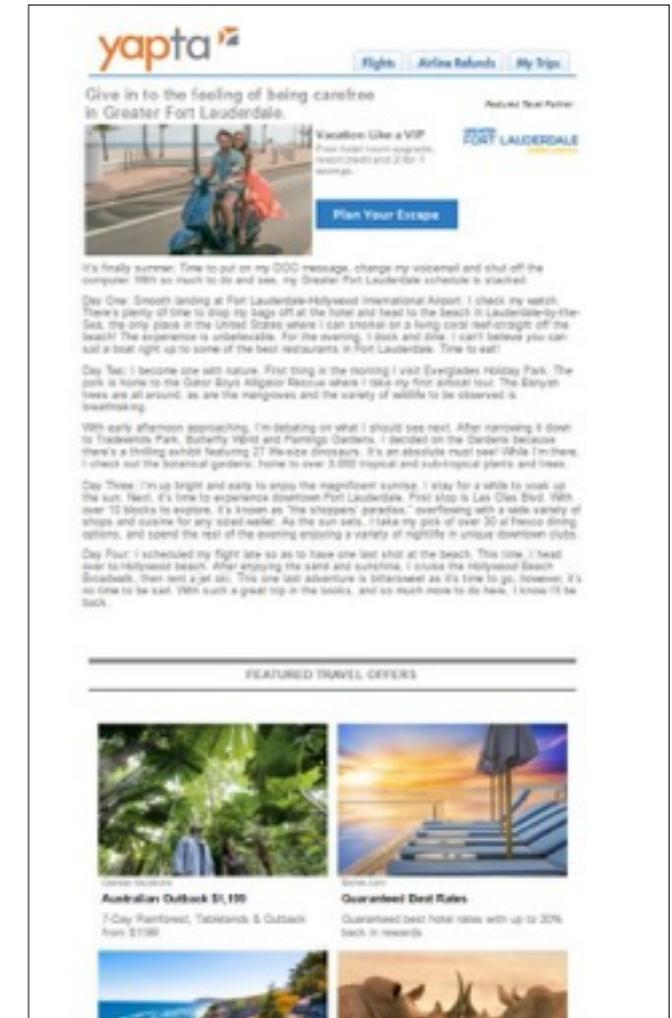 yapta
Flights Airline Refunds My Trips
Give in to the feeling of being carefree
in Greater Fort Lauderdale.
Featured Travel Partner
Vacation Like a VIP
Free hotel room upgrade,
resort credit and 2-for-1
savings.
GREATER
FORT LAUDERDALE
Plan Your Escape
It's finally summer. Time to put on my OOO message, change my voicemail and shut off the
computer. With so much to do and see, my Greater Fort Lauderdale schedule is stacked.
Day One: Smooth landing at Fort Lauderdale-Hollywood International Airport. I check my watch.
There's plenty of time to drop my bags off at the hotel and head to the beach in Lauderdale-by-the-
Sea, the only place in the United States where I can snorkel on a living coral reef-straight off the
beach! The experience is unbelievable. For the evening, I dock and dine. I can't believe you can
sail a boat right up to some of the best restaurants in Fort Lauderdale. Time to eat!
Day Two: I become one with nature. First thing in the morning I visit Everglades Holiday Park. The
park is home to the Gator Boys Alligator Rescue where I take my first airboat tour. The Banyan
trees are all around, as are the mangroves and the variety of wildlife to be observed is
breathtaking.
With early afternoon approaching, I'm debating on what I should see next. After narrowing it down
to Tradewinds Park, Butterfly World and Flamingo Gardens, I decided on the Gardens because
there's a thrilling exhibit featuring 27 life-size dinosaurs. It's an absolute must see! While I'm there,
I check out the botanical gardens, home to over 3,000 tropical and sub-tropical plants and trees.
Day Three: I'm up bright and early to enjoy the magnificent sunrise. I stay for a while to soak up
the sun. Next, it's time to experience downtown Fort Lauderdale. First stop is Las Olas Blvd. With
over 10 blocks to explore, it's known as "the shoppers' paradise," overflowing with a wide variety of
shops and cuisine for any sized wallet. As the sun sets, I take my pick of over 30 al fresco dining
options, and spend the rest of the evening enjoying a variety of nightlife in unique downtown clubs.
Day Four: I scheduled my flight late so as to have one last shot at the beach. This time, I head
over to Hollywood beach. After enjoying the sand and sunshine, I cruise the Hollywood Beach
Broadwalk, then rent a jet ski. This one last adventure is bittersweet as it's time to go, however, it's
no time to be sad. With such a great trip in the books, and so much more to do here, I know I'll be
back.
FEATURED TRAVEL OFFERS
Australian Outback $1,199
7-Day Rainforest, Tablelands & Outback
from $1199
Guaranteed Best Rates
Guaranteed best hotel rates with up to 30%
back in rewards